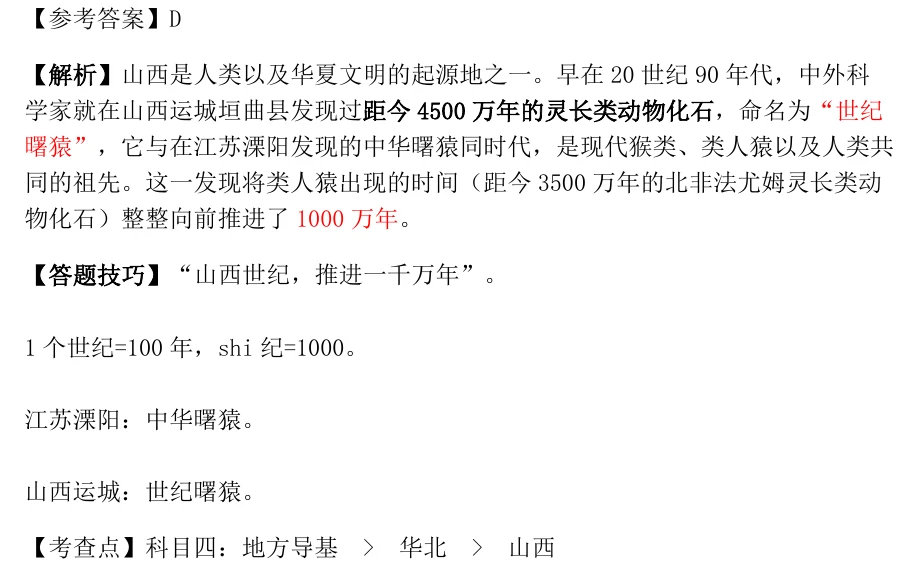 【参考答案】D
【解析】山西是人类以及华夏文明的起源地之一。早在 20 世纪 90 年代，中外科
学家就在山西运城垣曲县发现过距今 4500 万年的灵长类动物化石，命名为“世纪
曙猿”，它与在江苏溧阳发现的中华曙猿同时代，是现代猴类、类人猿以及人类共
同的祖先。这一发现将类人猿出现的时间（距今 3500 万年的北非法尤姆灵长类动
物化石）整整向前推进了 1000 万年。
【答题技巧】“山西世纪，推进一千万年”。
1 个世纪=100 年，shi 纪=1000。
江苏溧阳：中华曙猿。
山西运城：世纪曙猿。
【考查点】科目四：地方导基 > 华北 > 山西